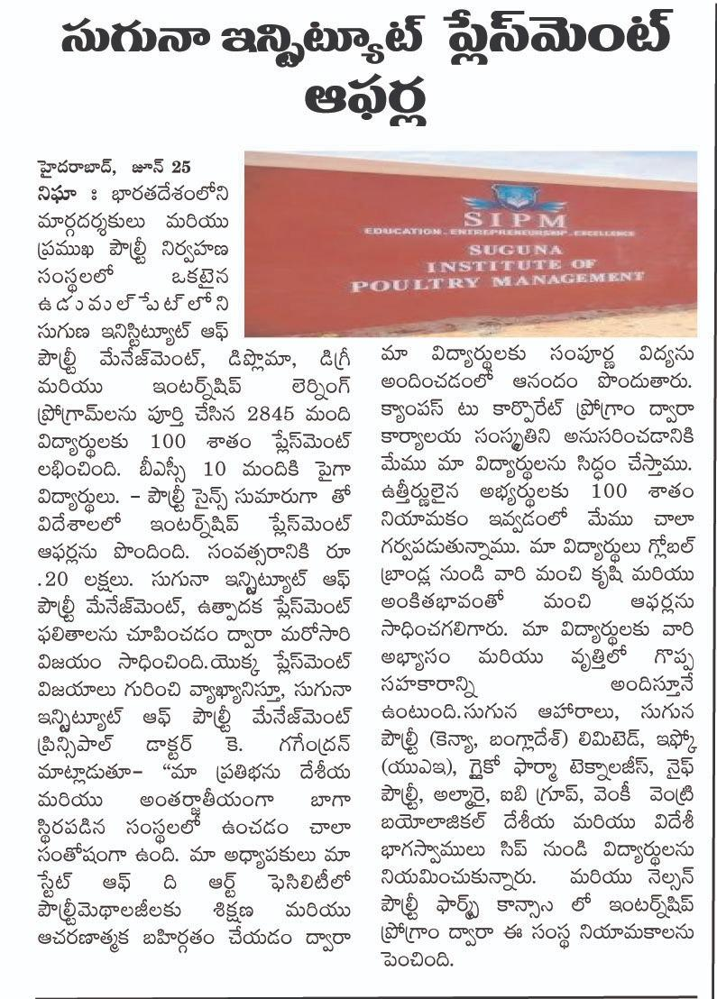 సుగునా ఇన్స్టిట్యూట్ ప్లేస్‌మెంట్
ఆఫర్ల
హైదరాబాద్, జూన్ 25
నిఘా : భారతదేశంలోని
మార్గదర్శకులు మరియు
ప్రముఖ పౌల్ట్రీ నిర్వహణ
సంస్థలలో ఒకటైన
ఉడుమల్‌పేట్‌లోని
సుగుణ ఇనిస్టిట్యూట్ ఆఫ్
పౌల్ట్రీ మేనేజ్‌మెంట్, డిప్లొమా, డిగ్రీ
మరియు ఇంటర్న్‌షిప్ లెర్నింగ్
ప్రోగ్రామ్‌లను పూర్తి చేసిన 2845 మంది
విద్యార్థులకు 100 శాతం ప్లేస్‌మెంట్
లభించింది. బీఎస్సీ 10 మందికి పైగా
విద్యార్థులు. – పౌల్ట్రీ సైన్స్ సుమారుగా తో
విదేశాలలో ఇంటర్న్‌షిప్ ప్లేస్‌మెంట్
ఆఫర్లను పొందింది. సంవత్సరానికి రూ
.20 లక్షలు. సుగునా ఇన్స్టిట్యూట్ ఆఫ్
పౌల్ట్రీ మేనేజ్‌మెంట్, ఉత్పాదక ప్లేస్‌మెంట్
ఫలితాలను చూపించడం ద్వారా మరోసారి
విజయం సాధించింది.యొక్క ప్లేస్‌మెంట్
విజయాలు గురించి వ్యాఖ్యానిస్తూ, సుగునా
ఇన్స్టిట్యూట్ ఆఫ్ పౌల్ట్రీ మేనేజ్‌మెంట్
ప్రిన్సిపాల్ డాక్టర్ కె. గగేంద్రన్
మాట్లాడుతూ– “మా ప్రతిభను దేశీయ
మరియు అంతర్జాతీయంగా బాగా
స్థిరపడిన సంస్థలలో ఉంచడం చాలా
సంతోషంగా ఉంది. మా అధ్యాపకులు మా
స్టేట్ ఆఫ్ ది ఆర్ట్ ఫెసిలిటీలో
పౌల్ట్రీమెథాలజీలకు శిక్షణ మరియు
ఆచరణాత్మక బహిర్గతం చేయడం ద్వారా
SIPM
EDUCATION . ENTREPRENEURSHIP . EXCELLENCE
SUGUNA
INSTITUTE OF
POULTRY MANAGEMENT
మా విద్యార్థులకు సంపూర్ణ విద్యను
అందించడంలో ఆనందం పొందుతారు.
క్యాంపస్ టు కార్పొరేట్ ప్రోగ్రాం ద్వారా
కార్యాలయ సంస్కృతిని అనుసరించడానికి
మేము మా విద్యార్థులను సిద్ధం చేస్తాము.
ఉత్తీర్ణులైన అభ్యర్థులకు 100 శాతం
నియామకం ఇవ్వడంలో మేము చాలా
గర్వపడుతున్నాము. మా విద్యార్థులు గ్లోబల్
బ్రాండ్ల నుండి వారి మంచి కృషి మరియు
అంకితభావంతో మంచి ఆఫర్లను
సాధించగలిగారు. మా విద్యార్థులకు వారి
అభ్యాసం మరియు వృత్తిలో గొప్ప
సహకారాన్ని అందిస్తూనే
ఉంటుంది.సుగున ఆహారాలు, సుగున
పౌల్ట్రీ (కెన్యా, బంగ్లాదేశ్) లిమిటెడ్, ఇఫ్కో
(యుఎఇ), గ్లైకో ఫార్మా టెక్నాలజీస్, నైఫ్
పౌల్ట్రీ, అల్మారై, ఐబి గ్రూప్, వెంకీ వెంట్రి
బయోలాజికల్ దేశీయ మరియు విదేశీ
భాగస్వాములు సిప్ నుండి విద్యార్థులను
నియమించుకున్నారు. మరియు నెల్సన్
పౌల్ట్రీ ఫార్మ్స్ కాన్సాస లో ఇంటర్న్‌షిప్
ప్రోగ్రాం ద్వారా ఈ సంస్థ నియామకాలను
పెంచింది.